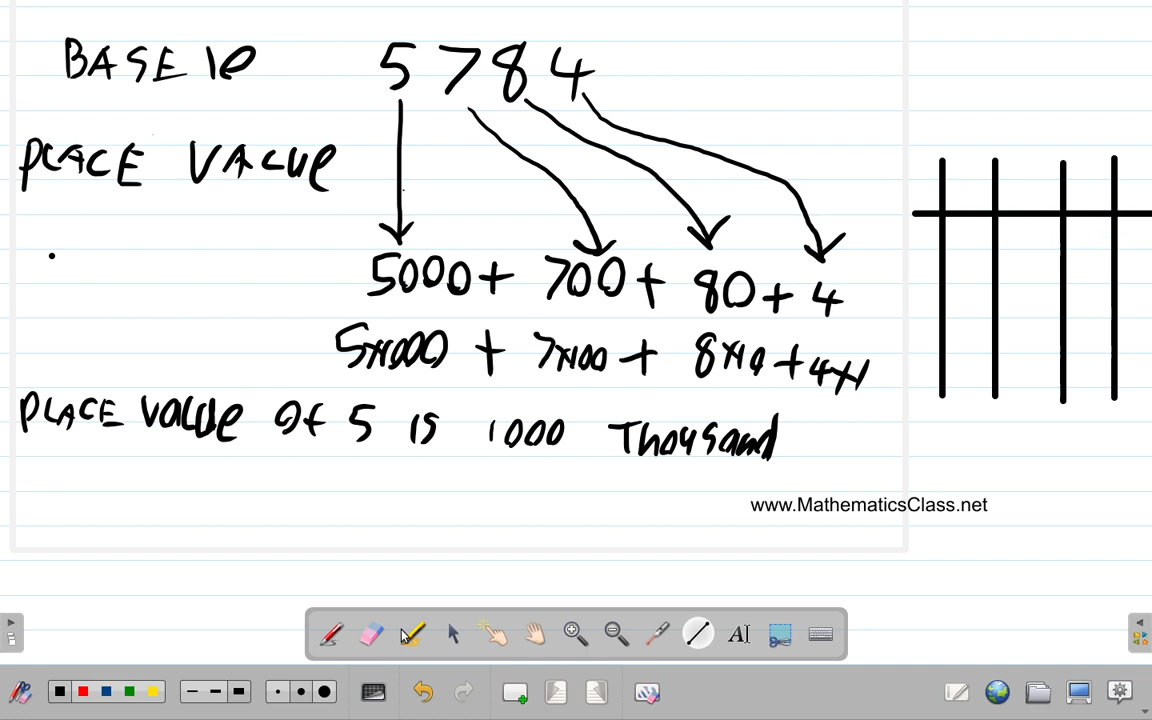 BASE 10 5784
PLACE VALUE
5000 + 700 + 80 + 4
5x1000 + 7x100 + 8x10 + 4x1
PLACE value Of 5 is 1000 Thousand
www.MathematicsClass.net